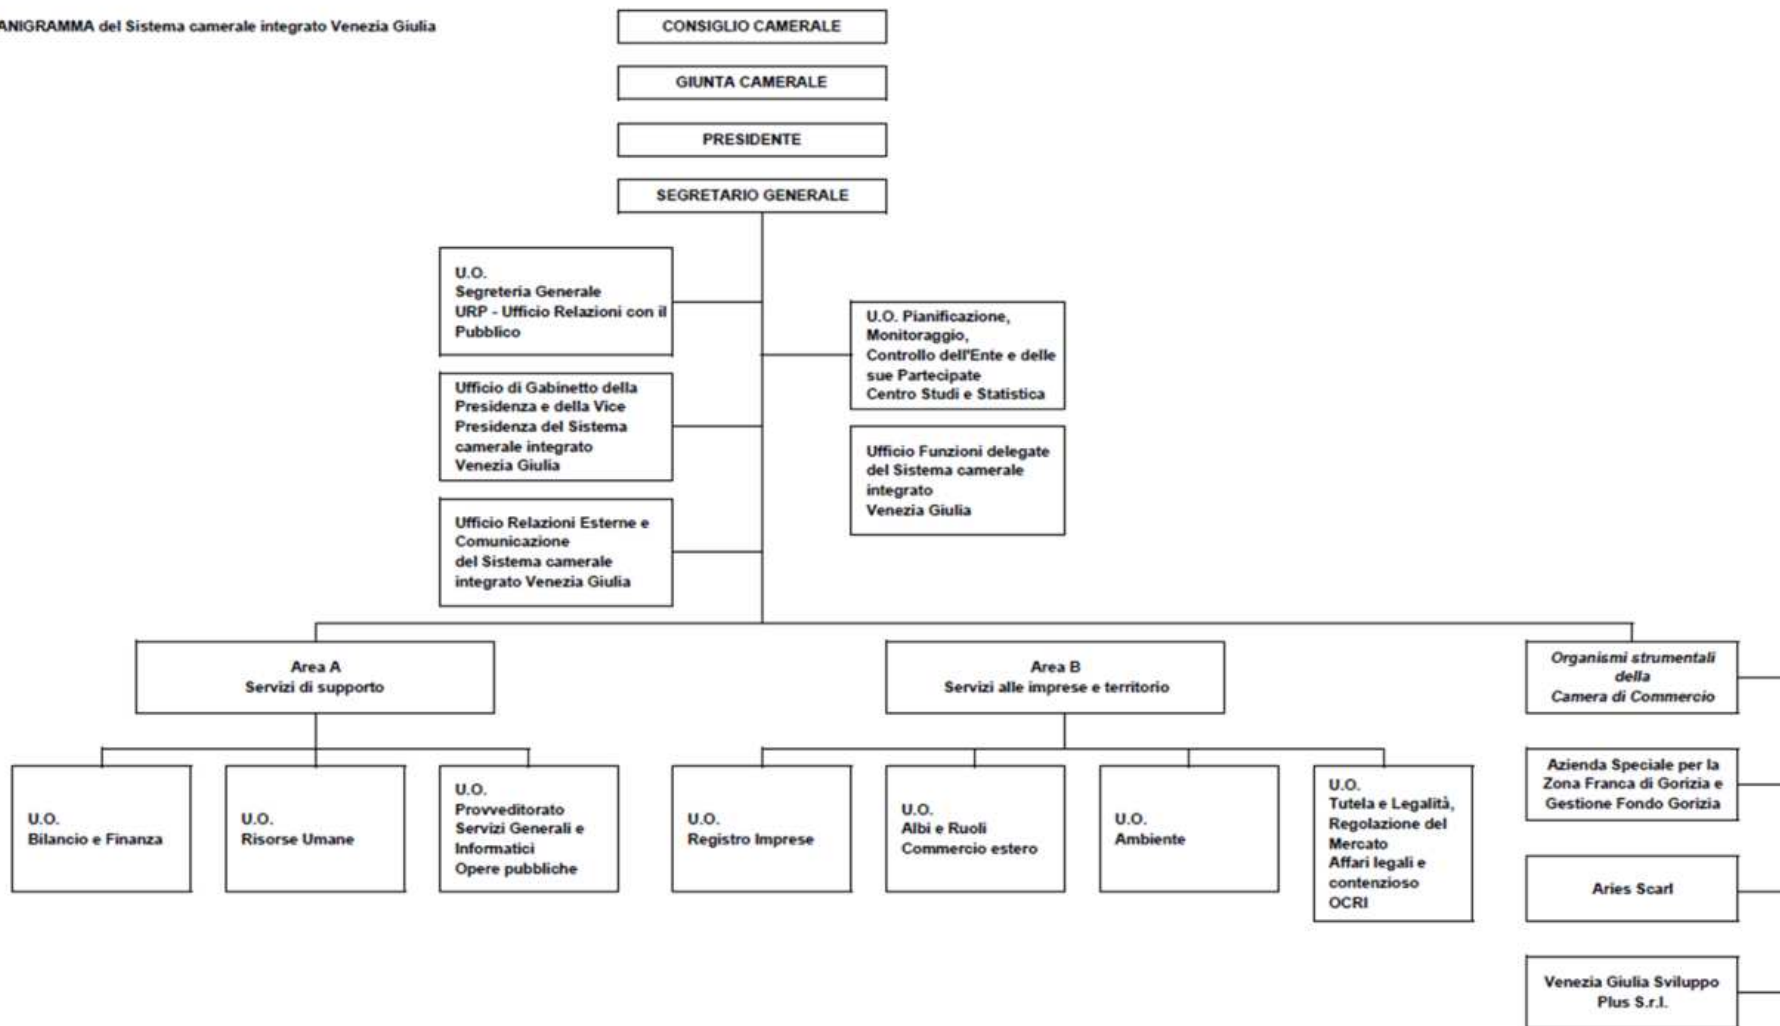 ANIGRAMMA del Sistema camerale integrato Venezia Giulia
CONSIGLIO CAMERALE
GIUNTA CAMERALE
PRESIDENTE
SEGRETARIO GENERALE
U.O.
Segreteria Generale
URP - Ufficio Relazioni con il
Pubblico
U.O. Pianificazione,
Monitoraggio,
Controllo dell'Ente e delle
sue Partecipate
Centro Studi e Statistica
Ufficio di Gabinetto della
Presidenza e della Vice
Presidenza del Sistema
camerale integrato
Venezia Giulia
Ufficio Funzioni delegate
del Sistema camerale
integrato
Venezia Giulia
Ufficio Relazioni Esterne e
Comunicazione
del Sistema camerale
integrato Venezia Giulia
Area A
Servizi di supporto
Area B
Servizi alle imprese e territorio
Organismi strumentali
della
Camera di Commercio
U.O.
Bilancio e Finanza
U.O.
Risorse Umane
U.O.
Provveditorato
Servizi Generali e
Informatici
Opere pubbliche
U.O.
Registro Imprese
U.O.
Albi e Ruoli
Commercio estero
U.O.
Ambiente
U.O.
Tutela e Legalità,
Regolazione del
Mercato
Affari legali e
contenzioso
OCRI
Azienda Speciale per la
Zona Franca di Gorizia e
Gestione Fondo Gorizia
Aries Scarl
Venezia Giulia Sviluppo
Plus S.r.l.